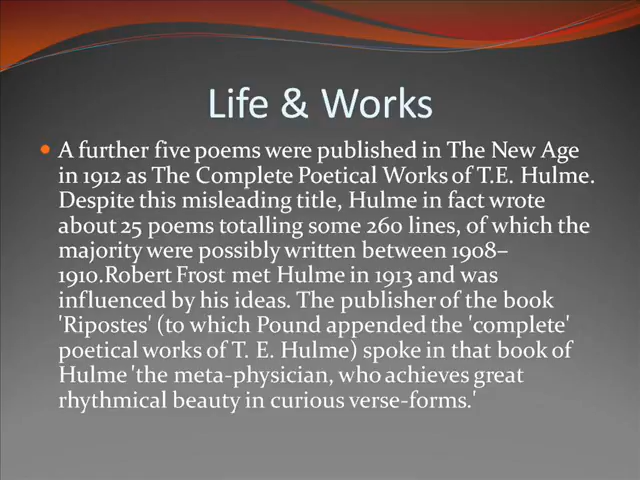 Life & Works
A further five poems were published in The New Age
in 1912 as The Complete Poetical Works of T.E. Hulme.
Despite this misleading title, Hulme in fact wrote
about 25 poems totalling some 260 lines, of which the
majority were possibly written between 1908–
1910.Robert Frost met Hulme in 1913 and was
influenced by his ideas. The publisher of the book
'Ripostes' (to which Pound appended the 'complete'
poetical works of T. E. Hulme) spoke in that book of
Hulme 'the meta-physician, who achieves great
rhythmical beauty in curious verse-forms.'